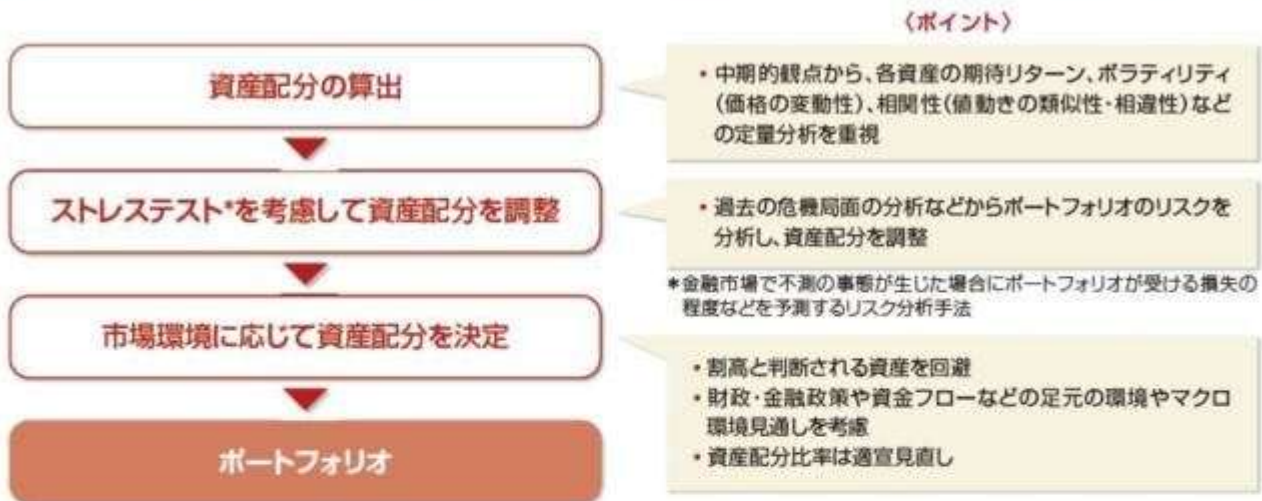 〈ポイント〉
資産配分の算出
・中期的観点から、各資産の期待リターン、ボラティリティ
(価格の変動性)、相関性(値動きの類似性・相違性)など
の定量分析を重視
ストレステスト*を考慮して資産配分を調整
・過去の危機局面の分析などからポートフォリオのリスクを
分析し、資産配分を調整
*金融市場で不測の事態が生じた場合にポートフォリオが受ける損失の
程度などを予測するリスク分析手法
市場環境に応じて資産配分を決定
・割高と判断される資産を回避
・財政・金融政策や資金フローなどの足元の環境やマクロ
環境見通しを考慮
・資産配分比率は適宜見直し
ポートフォリオ